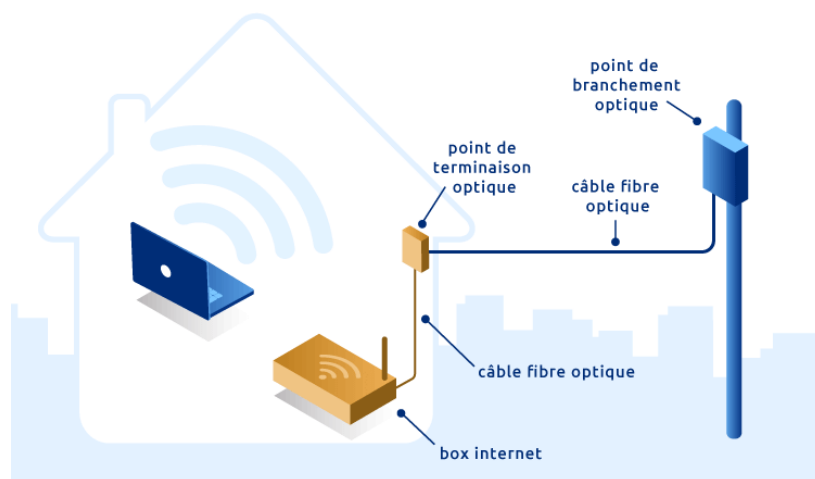 point de
branchement
optique
point de
terminaison
optique
câble fibre
optique
câble fibre optique
box internet